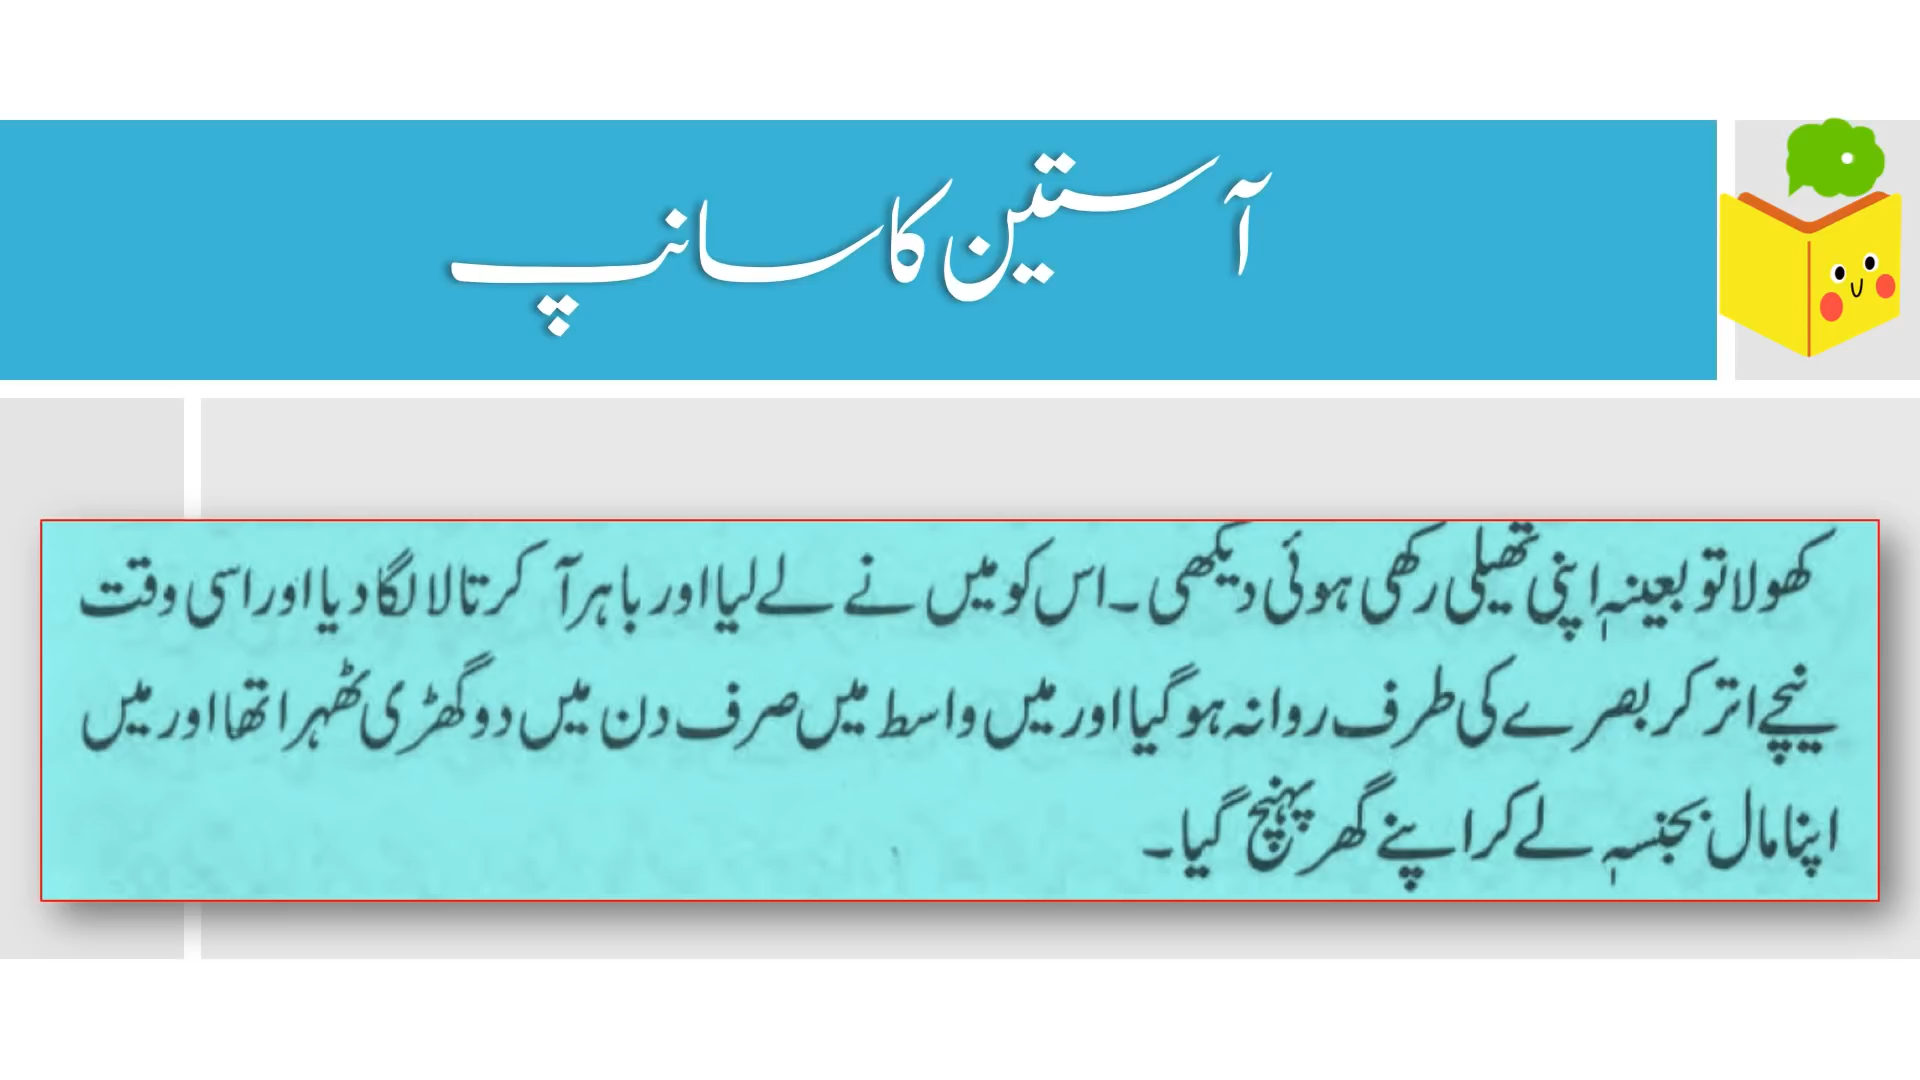 آستین کا سانپ
کھولا تو بعینہٖ اپنی تھیلی رکھی ہوئی دیکھی۔ اس کو میں نے لے لیا اور باہر آ کر تالا لگا دیا اور اسی وقت
نیچے اتر کر بصرے کی طرف روانہ ہو گیا اور میں واسط میں صرف دن میں دو گھڑی ٹھہرا تھا اور میں
اپنا مال بجنسہٖ لے کر اپنے گھر پہنچ گیا۔